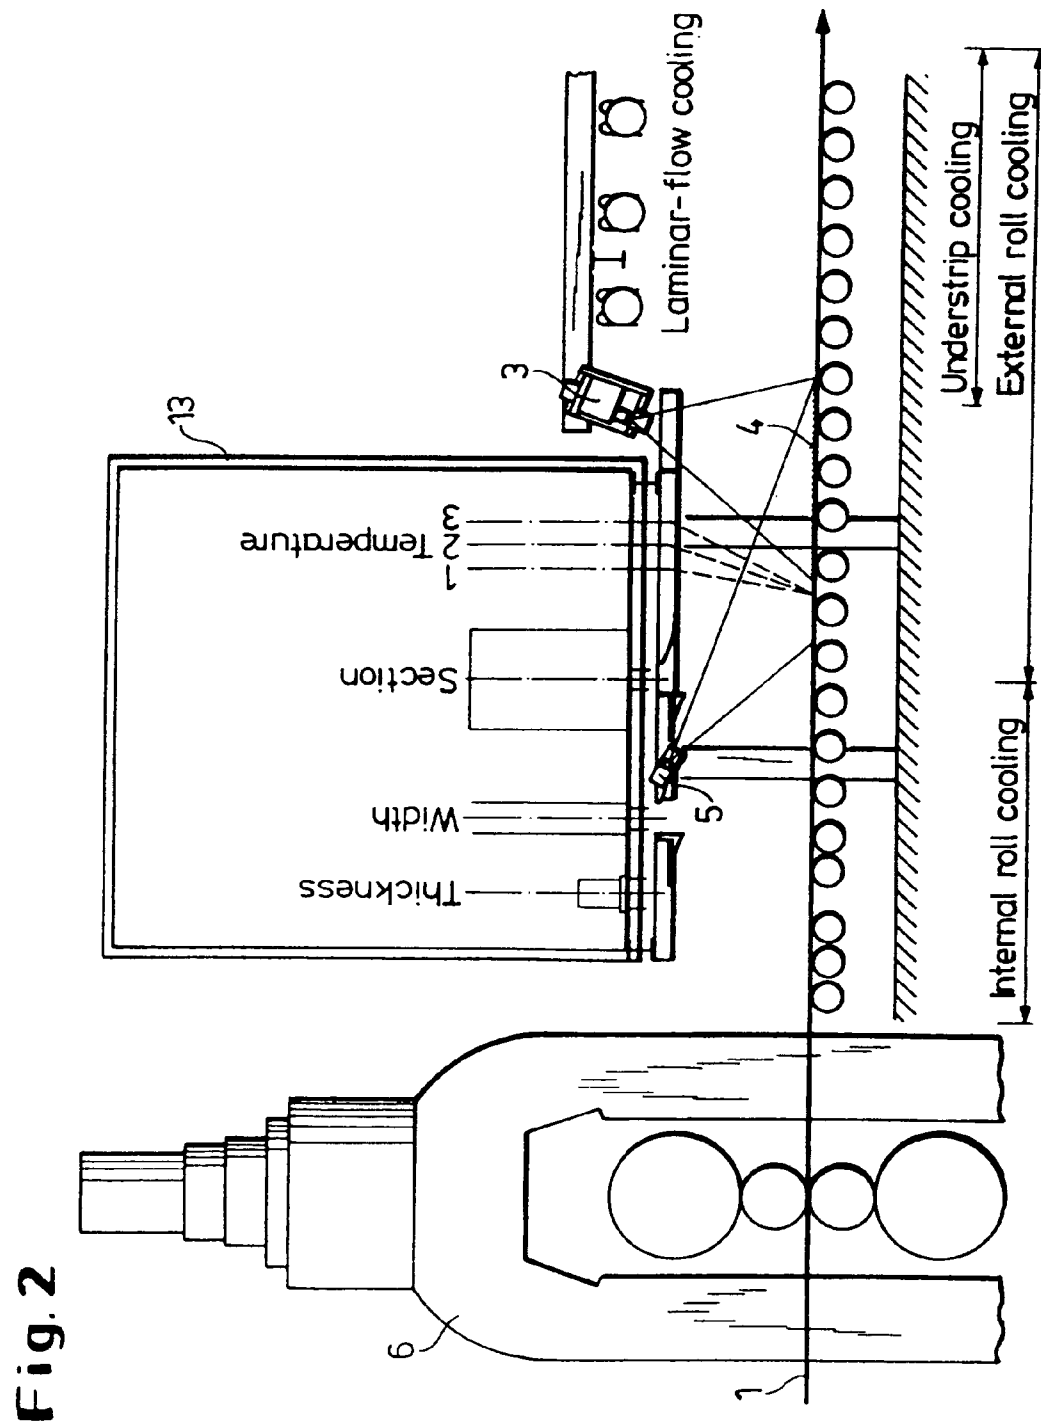 Fig. 2
13
3
Laminar-flow cooling
Thickness
Width
Section
1
2 Temperature
3
5
4
6
1
Internal roll cooling
Understrip cooling
External roll cooling